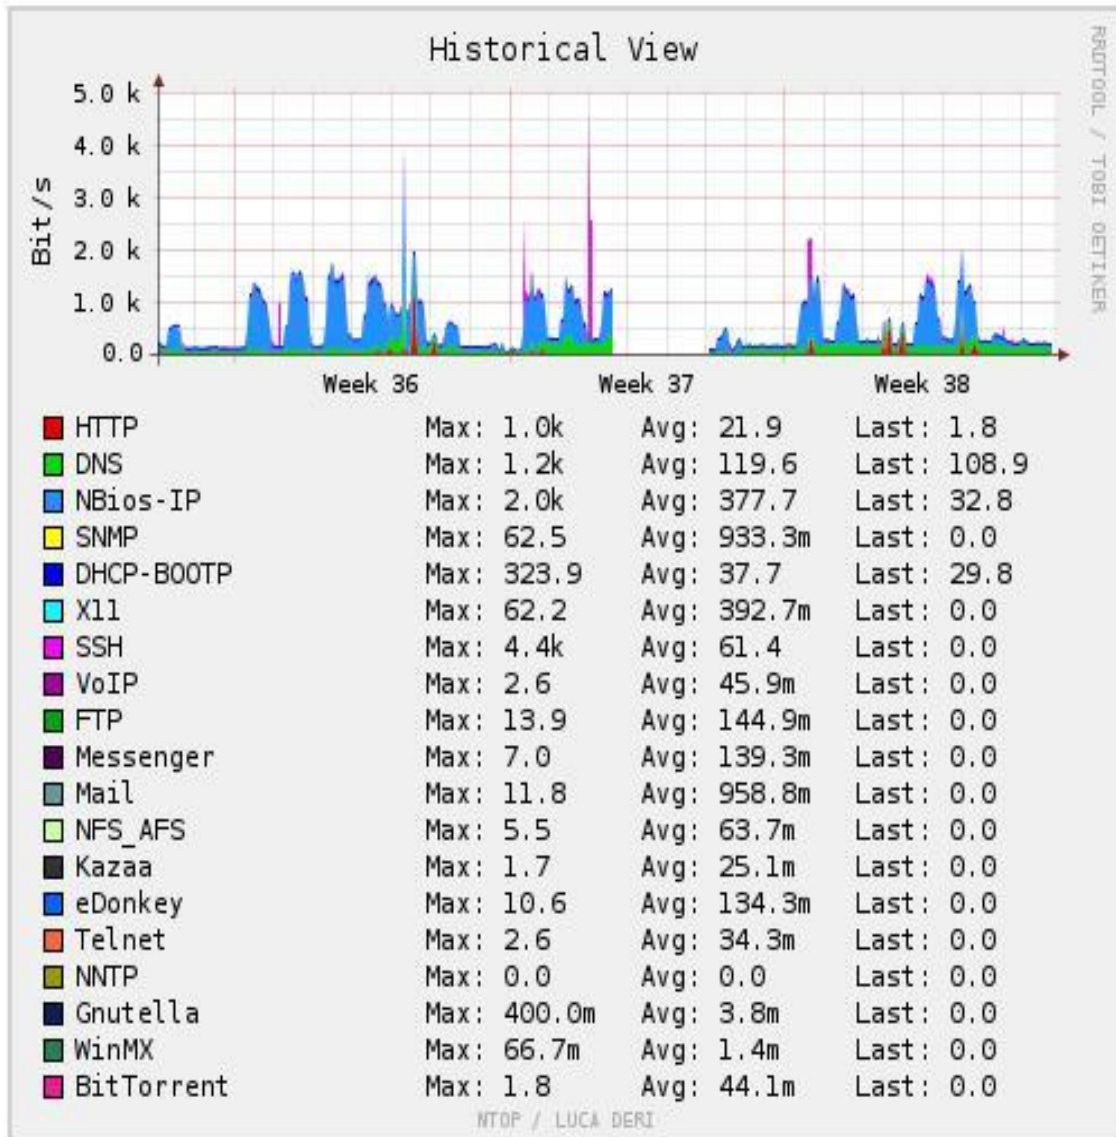 Historical View
RRDTOOL / TOBI OETIKER
Bit/s
5.0 k
4.0 k
3.0 k
2.0 k
1.0 k
0.0
Week 36 Week 37 Week 38
HTTP Max: 1.0k Avg: 21.9 Last: 1.8
DNS Max: 1.2k Avg: 119.6 Last: 108.9
NBios-IP Max: 2.0k Avg: 377.7 Last: 32.8
SNMP Max: 62.5 Avg: 933.3m Last: 0.0
DHCP-BOOTP Max: 323.9 Avg: 37.7 Last: 29.8
X11 Max: 62.2 Avg: 392.7m Last: 0.0
SSH Max: 4.4k Avg: 61.4 Last: 0.0
VoIP Max: 2.6 Avg: 45.9m Last: 0.0
FTP Max: 13.9 Avg: 144.9m Last: 0.0
Messenger Max: 7.0 Avg: 139.3m Last: 0.0
Mail Max: 11.8 Avg: 958.8m Last: 0.0
NFS_AFS Max: 5.5 Avg: 63.7m Last: 0.0
Kazaa Max: 1.7 Avg: 25.1m Last: 0.0
eDonkey Max: 10.6 Avg: 134.3m Last: 0.0
Telnet Max: 2.6 Avg: 34.3m Last: 0.0
NNTP Max: 0.0 Avg: 0.0 Last: 0.0
Gnutella Max: 400.0m Avg: 3.8m Last: 0.0
WinMX Max: 66.7m Avg: 1.4m Last: 0.0
BitTorrent Max: 1.8 Avg: 44.1m Last: 0.0
NTOP / LUCA DERI